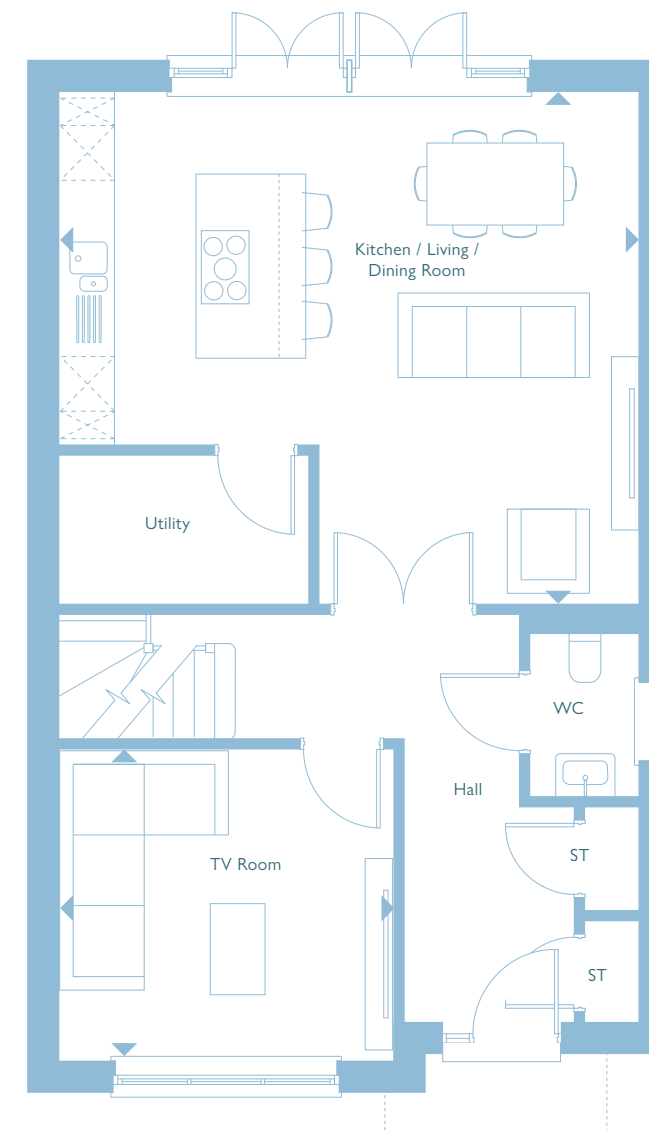 Kitchen / Living /
Dining Room
Utility
WC
Hall
TV Room
ST
ST